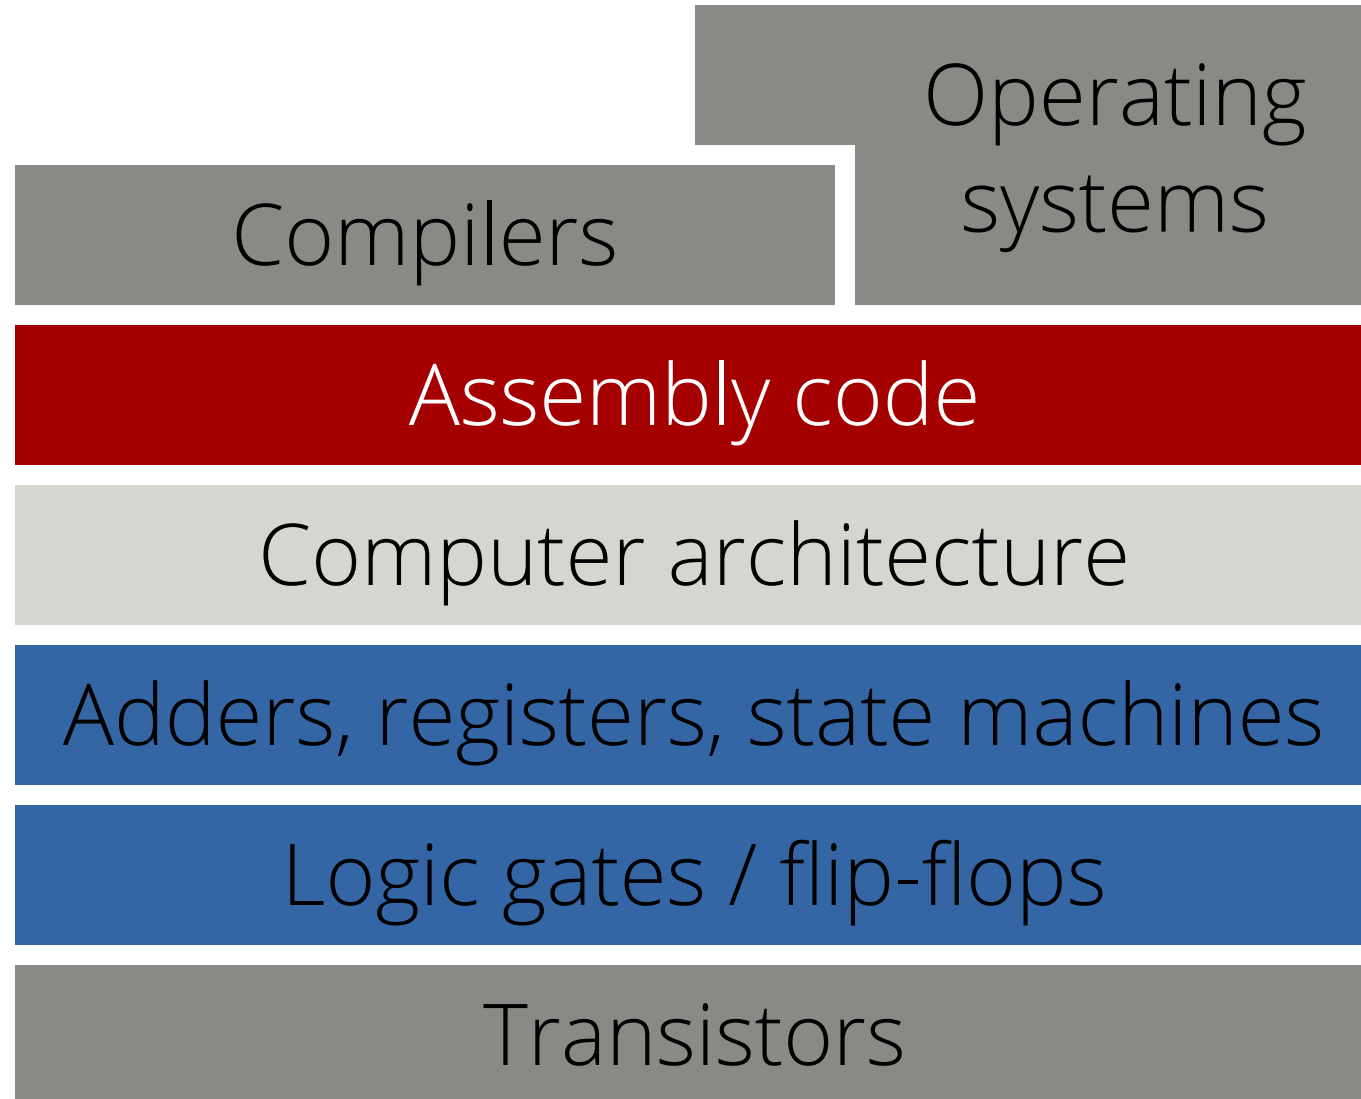 Operating
systems
Compilers
Assembly code
Computer architecture
Adders, registers, state machines
Logic gates / flip-flops
Transistors